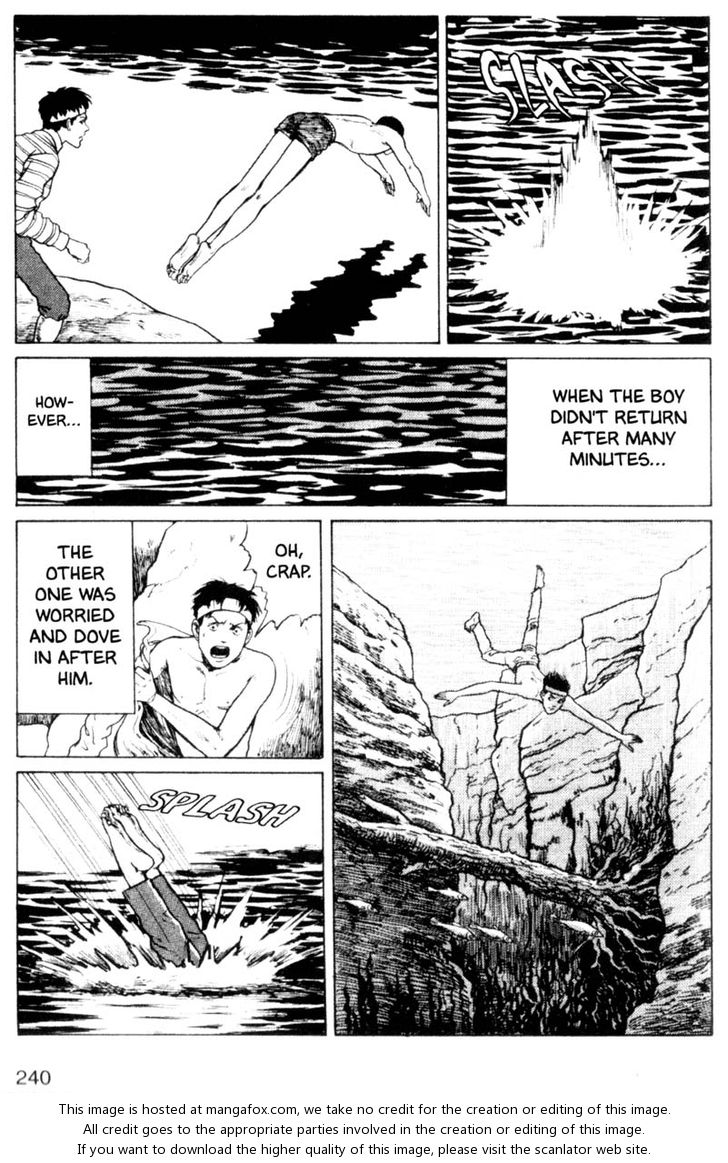 SLASH
WHEN THE BOY
DIDN'T RETURN
AFTER MANY
MINUTES...
HOW-
EVER...
OH,
CRAP.
THE
OTHER
ONE WAS
WORRIED
AND DOVE
IN AFTER
HIM.
SPLASH
240
This image is hosted at mangafox.com, we take no credit for the creation or editing of this image.
All credit goes to the appropriate parties involved in the creation or editing of this image.
If you want to download the higher quality of this image, please visit the scanlator web site.